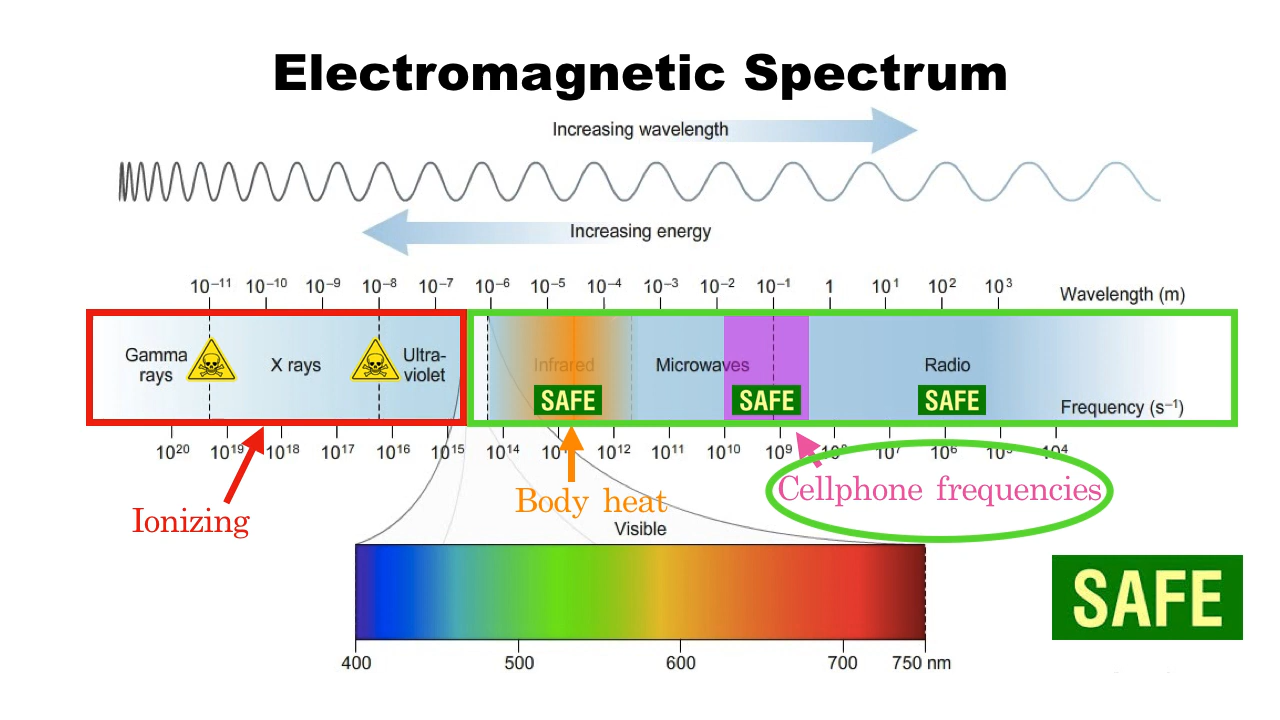 Electromagnetic Spectrum
Increasing wavelength
Increasing energy
10⁻¹¹ 10⁻¹⁰ 10⁻⁹ 10⁻⁸ 10⁻⁷ 10⁻⁶ 10⁻⁵ 10⁻⁴ 10⁻³ 10⁻² 10⁻¹ 1 10¹ 10² 10³ Wavelength (m)
Gamma
rays
X rays
Ultra-
violet
Infrared
Microwaves
Radio
SAFE SAFE SAFE
Frequency (s⁻¹)
10²⁰ 10¹⁹ 10¹⁸ 10¹⁷ 10¹⁶ 10¹⁵ 10¹⁴ 10¹² 10¹¹ 10¹⁰ 10⁹ 10⁷ 10⁶ 10⁴
Ionizing
Body heat
Cellphone frequencies
Visible
SAFE
400 500 600 700 750 nm